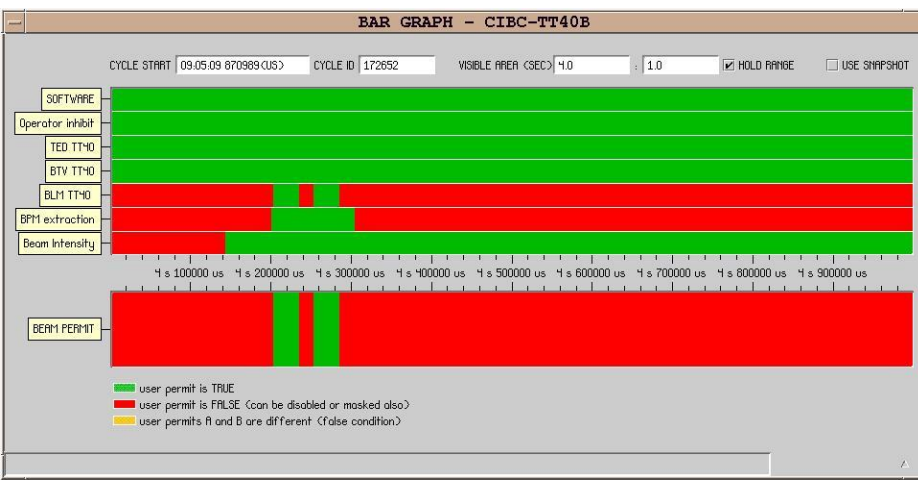 BAR GRAPH - CIBC-TT40B
CYCLE START 09:05:09 870989(US) CYCLE ID 172652 VISIBLE AREA (SEC) 4.0 : 1.0 HOLD RANGE USE SNAPSHOT
SOFTWARE
Operator inhibit
TED TT40
BTV TT40
BLM TT40
BPM extraction
Beam Intensity
4 s 100000 us 4 s 200000 us 4 s 300000 us 4 s 400000 us 4 s 500000 us 4 s 600000 us 4 s 700000 us 4 s 800000 us 4 s 900000 us
BEAM PERMIT
user permit is TRUE
user permit is FALSE (can be disabled or masked also)
user permits A and B are different (false condition)